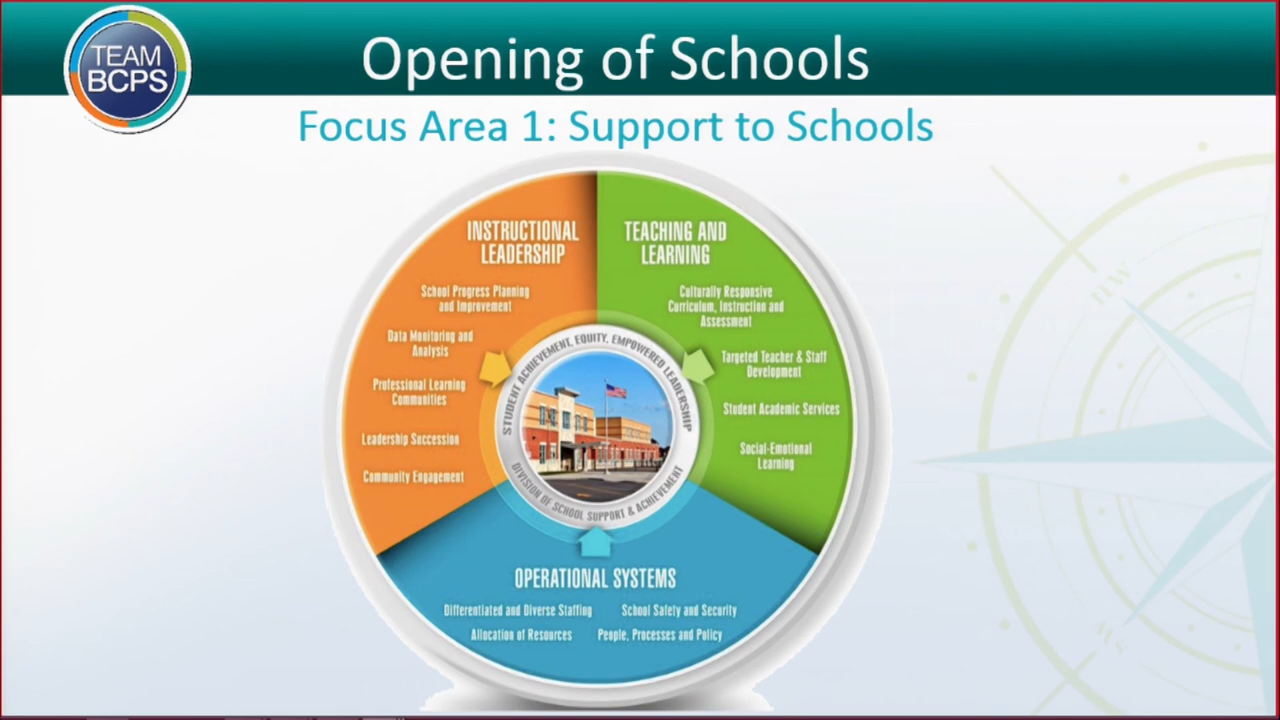 TEAM
BCPS
Opening of Schools
Focus Area 1: Support to Schools
INSTRUCTIONAL
LEADERSHIP
School Progress Planning
and Improvement
Data Monitoring and
Analysis
Professional Learning
Communities
Leadership Succession
Community Engagement
TEACHING AND
LEARNING
Culturally Responsive
Curriculum, Instruction and
Assessment
Targeted Teacher & Staff
Development
Student Academic Services
Social-Emotional
Learning
STUDENT ACHIEVEMENT, EQUITY, EMPOWERED LEADERSHIP
DIVISION OF SCHOOL SUPPORT & ACHIEVEMENT
OPERATIONAL SYSTEMS
Differentiated and Diverse Staffing School Safety and Security
Allocation of Resources People, Processes and Policy
NW